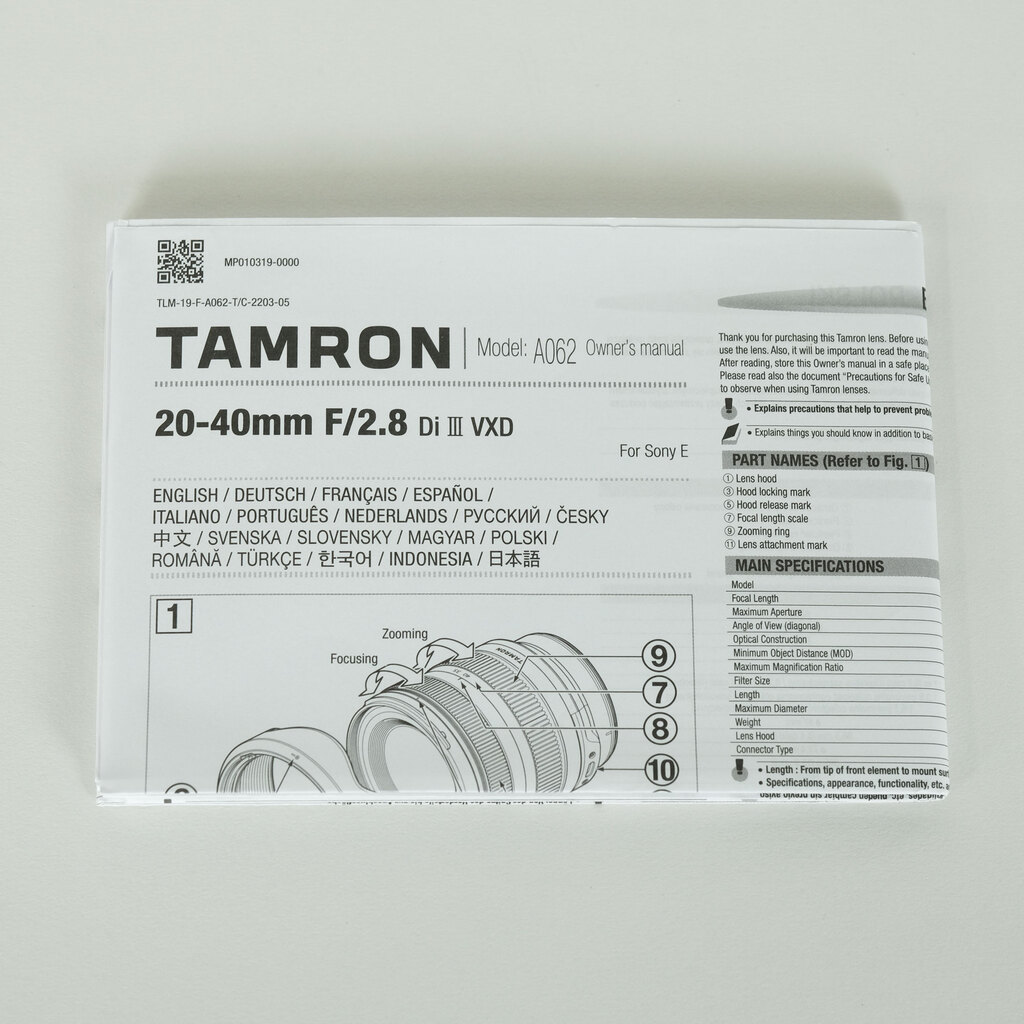 MP010319-0000
TLM-19-F-A062-T/C-2203-05
TAMRON Model: A062 Owner's manual
20-40mm F/2.8 Di III VXD
For Sony E
ENGLISH / DEUTSCH / FRANÇAIS / ESPAÑOL /
ITALIANO / PORTUGUÊS / NEDERLANDS / РУССКИЙ / ČESKY
中文 / SVENSKA / SLOVENSKY / MAGYAR / POLSKI /
ROMÂNĂ / TÜRKÇE / 한국어 / INDONESIA / 日本語
1
Zooming
Focusing
TAMRON
9
7
8
10
Thank you for purchasing this Tamron lens. Before
use the lens. Also, it will be important to read the
After reading, store this Owner's manual in a safe
Please read also the document "Precautions for Safe
to observe when using Tamron lenses.
• Explains precautions that help to prevent
• Explains things you should know in addition to
PART NAMES (Refer to Fig. 1)
① Lens hood
③ Hood locking mark
⑤ Hood release mark
⑦ Focal length scale
⑨ Zooming ring
⑪ Lens attachment mark
MAIN SPECIFICATIONS
Model
Focal Length
Maximum Aperture
Angle of View (diagonal)
Optical Construction
Minimum Object Distance (MOD)
Maximum Magnification Ratio
Filter Size
Length
Maximum Diameter
Weight
Lens Hood
Connector Type
• Length : From tip of front element to mount
• Specifications, appearance, functionality, etc.